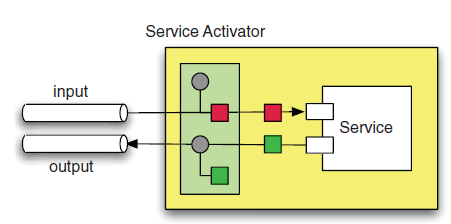 Service Activator
input
Service
output